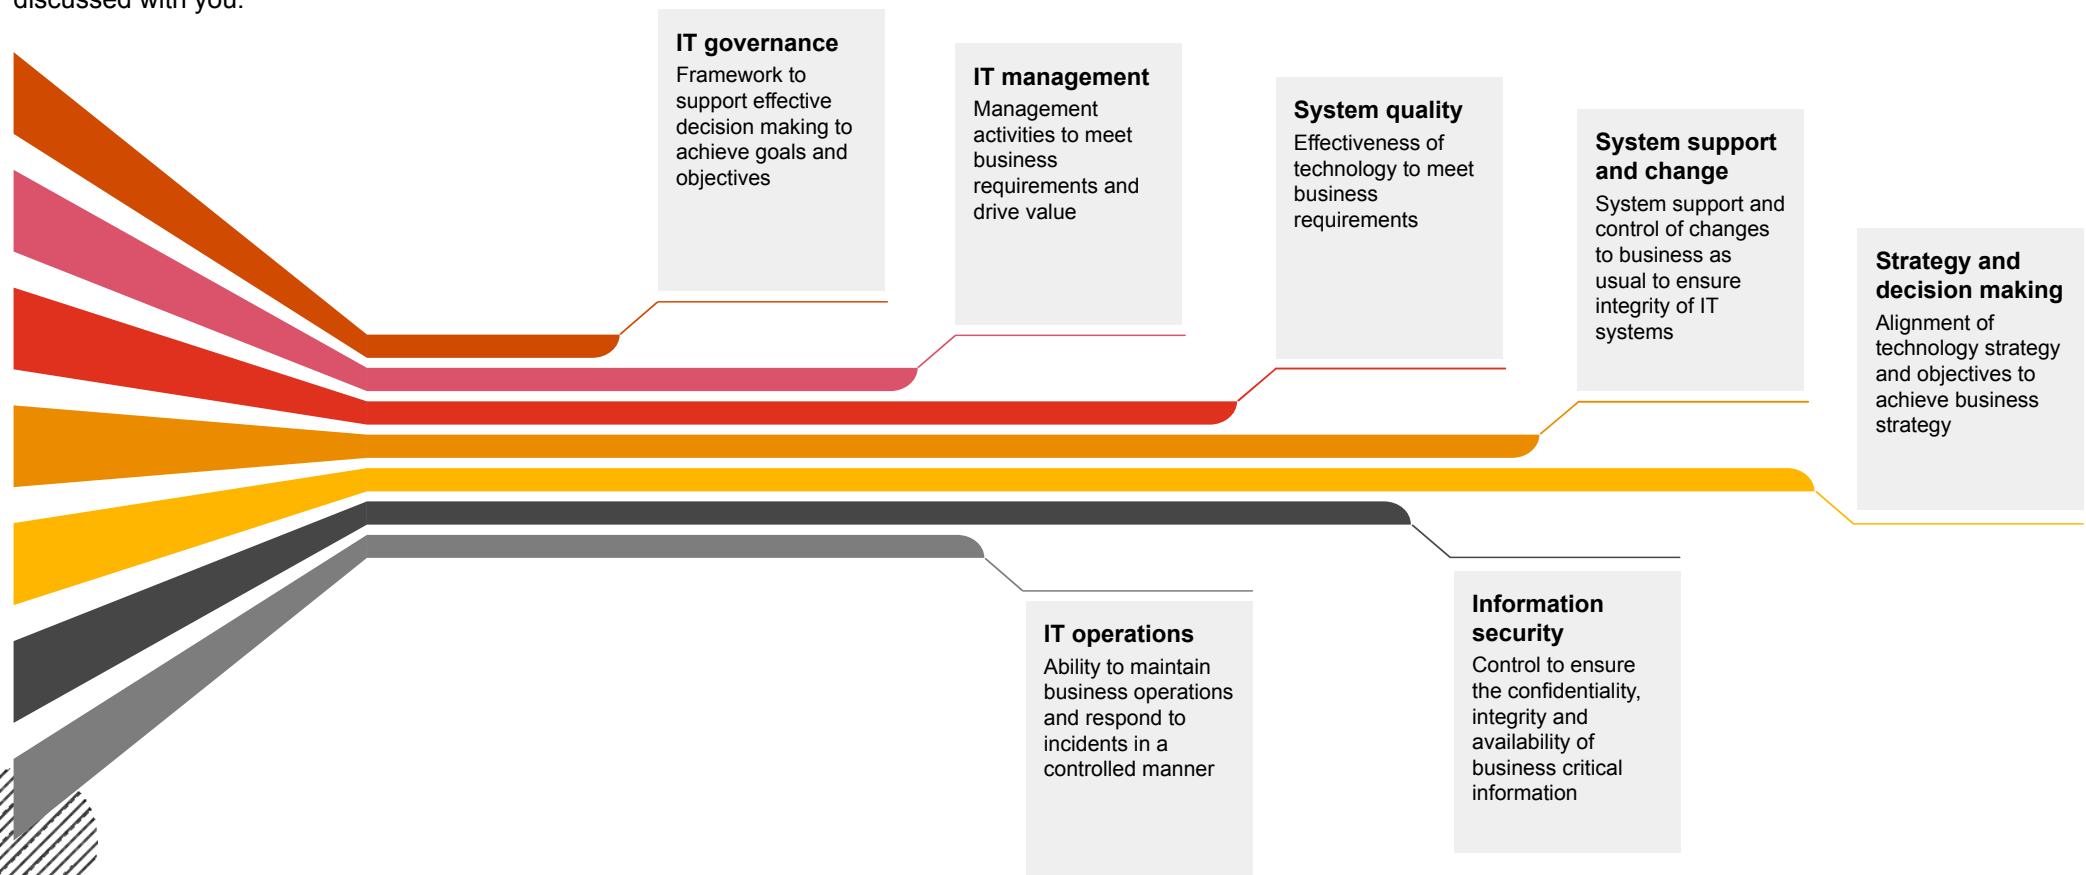 discussed with you.
IT governance
Framework to
support effective
decision making to
achieve goals and
objectives
IT management
Management
activities to meet
business
requirements and
drive value
System quality
Effectiveness of
technology to meet
business
requirements
System support
and change
System support and
control of changes
to business as
usual to ensure
integrity of IT
systems
Strategy and
decision making
Alignment of
technology strategy
and objectives to
achieve business
strategy
IT operations
Ability to maintain
business operations
and respond to
incidents in a
controlled manner
Information
security
Control to ensure
the confidentiality,
integrity and
availability of
business critical
information